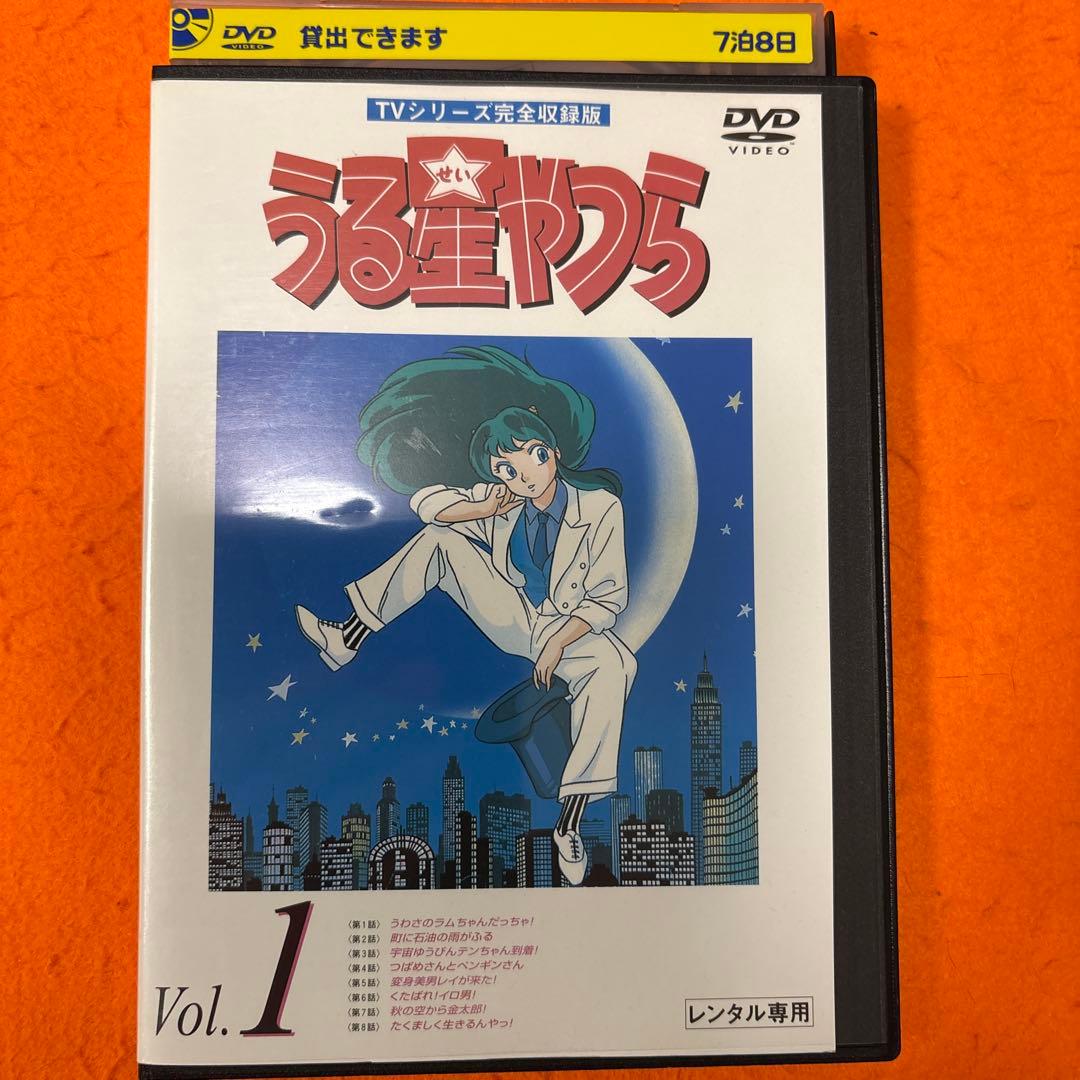 DVD VIDEO 貸出できます 7泊8日
TVシリーズ完全収録版
DVD
VIDEO
うる星やつら
せい
Vol.1
〈第1話〉 うわさのラムちゃんだっちゃ!
〈第2話〉 町に石油の雨がふる
〈第3話〉 宇宙ゆうびんテンちゃん到着!
〈第4話〉 つばめさんとペンギンさん
〈第5話〉 変身美男レイが来た!
〈第6話〉 くたばれ!イロ男!
〈第7話〉 秋の空から金太郎!
〈第8話〉 たくましく生きるんやっ!
レンタル専用